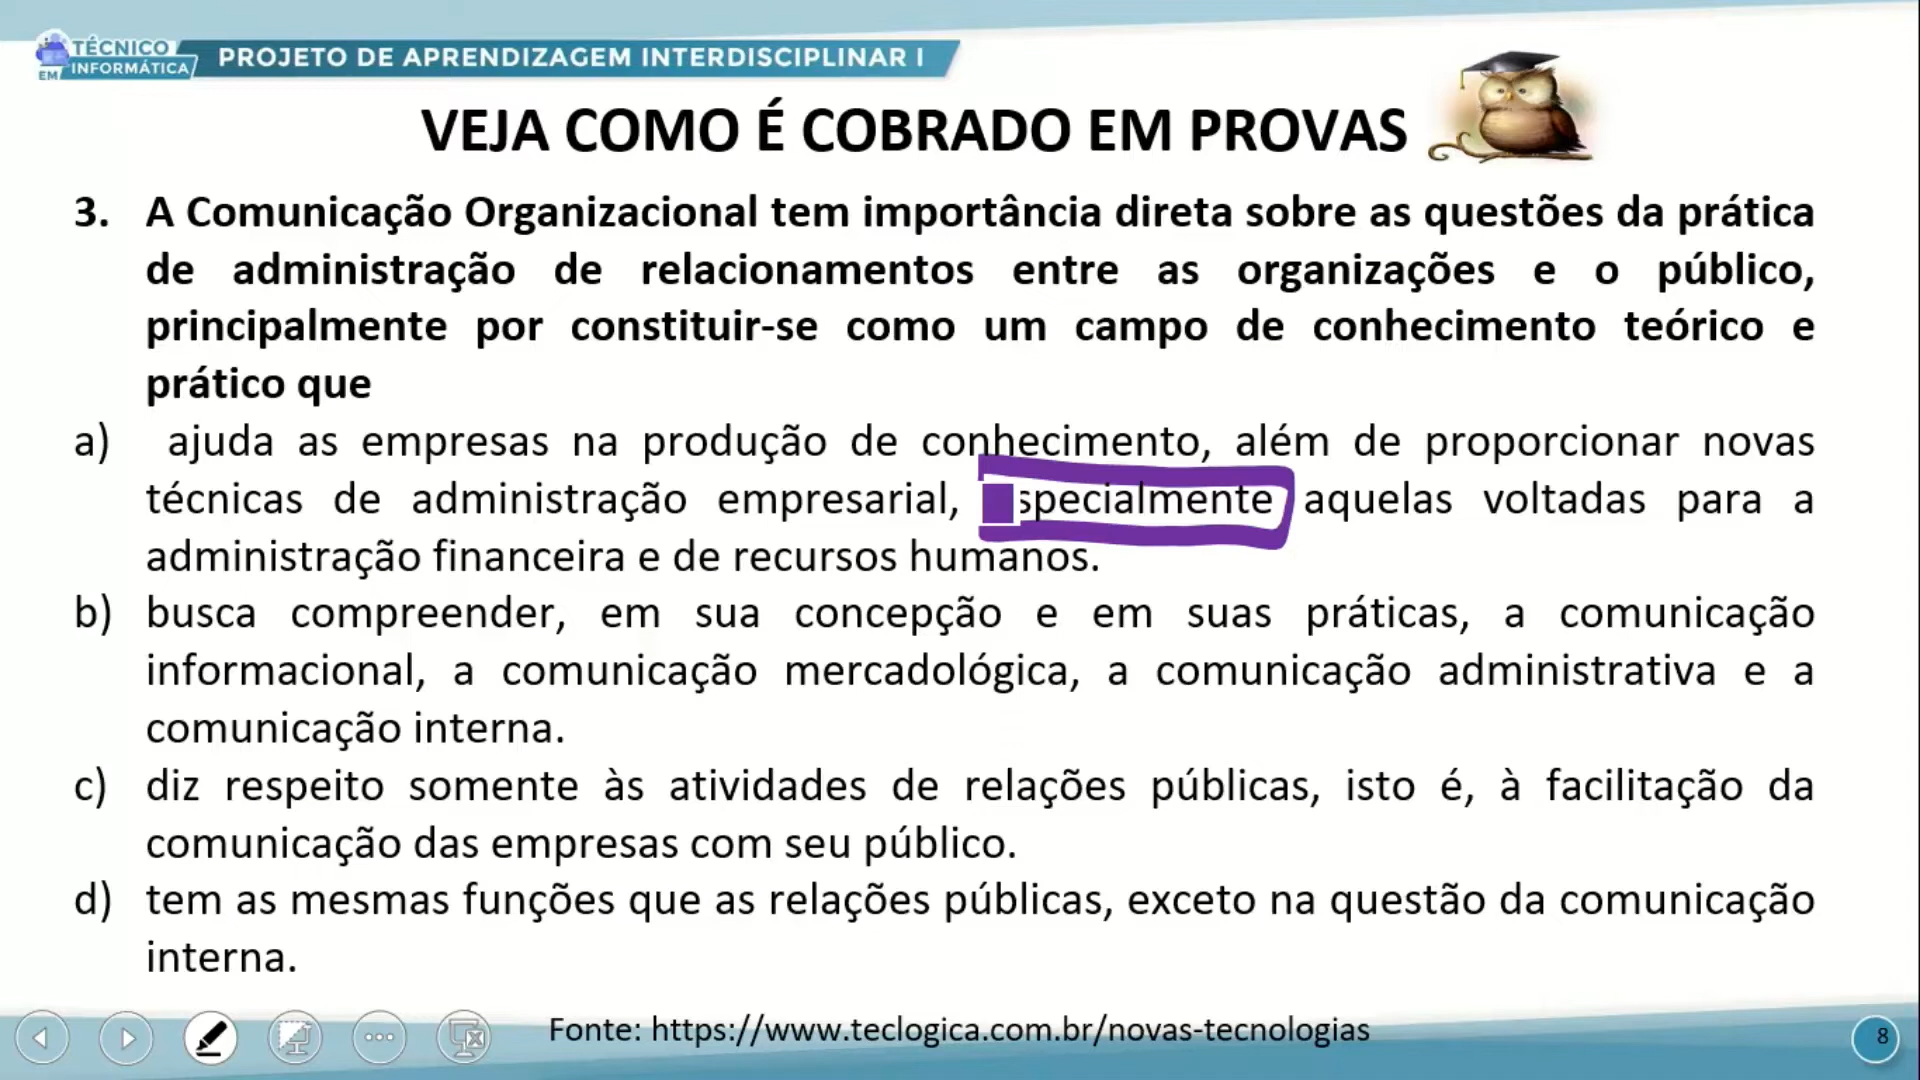 TÉCNICO
EM INFORMÁTICA
PROJETO DE APRENDIZAGEM INTERDISCIPLINAR I
VEJA COMO É COBRADO EM PROVAS
3. A Comunicação Organizacional tem importância direta sobre as questões da prática
de administração de relacionamentos entre as organizações e o público,
principalmente por constituir-se como um campo de conhecimento teórico e
prático que
a) ajuda as empresas na produção de conhecimento, além de proporcionar novas
técnicas de administração empresarial, specialmente aquelas voltadas para a
administração financeira e de recursos humanos.
b) busca compreender, em sua concepção e em suas práticas, a comunicação
informacional, a comunicação mercadológica, a comunicação administrativa e a
comunicação interna.
c) diz respeito somente às atividades de relações públicas, isto é, à facilitação da
comunicação das empresas com seu público.
d) tem as mesmas funções que as relações públicas, exceto na questão da comunicação
interna.
Fonte: https://www.teclogica.com.br/novas-tecnologias
8